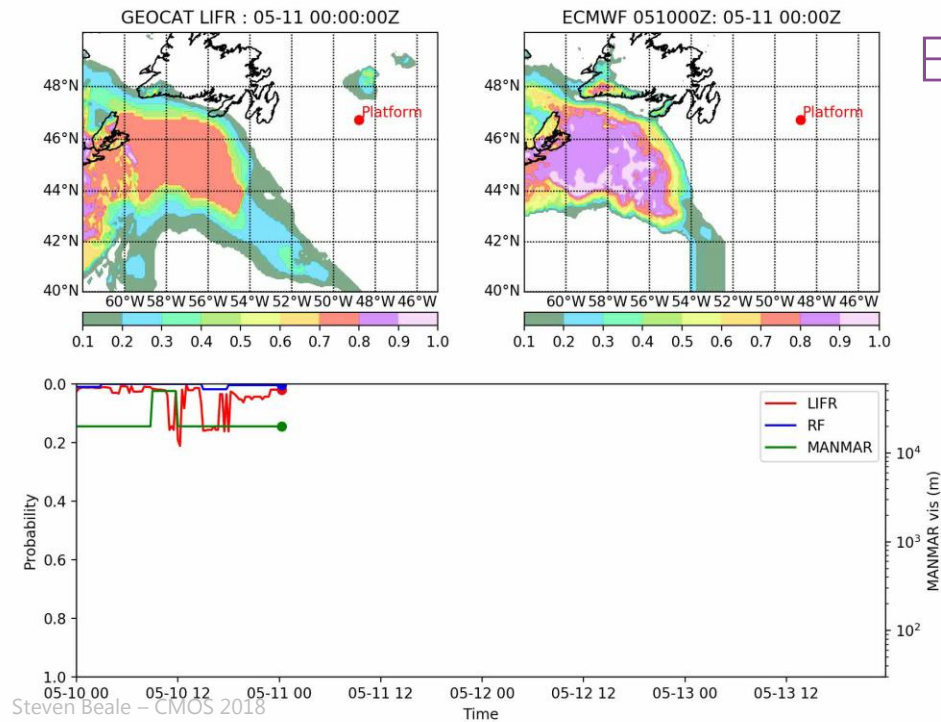 GEOCAT LIFR : 05-11 00:00:00Z
48°N
46°N
44°N
42°N
40°N
60°W 58°W 56°W 54°W 52°W 50°W 48°W 46°W
Platform
0.1 0.2 0.3 0.4 0.5 0.6 0.7 0.8 0.9 1.0
ECMWF 051000Z: 05-11 00:00Z
48°N
46°N
44°N
42°N
40°N
60°W 58°W 56°W 54°W 52°W 50°W 48°W 46°W
Platform
0.1 0.2 0.3 0.4 0.5 0.6 0.7 0.8 0.9 1.0
Probability
0.0
0.2
0.4
0.6
0.8
1.0
LIFR
RF
MANMAR
10⁴
10³
10²
MANMAR vis (m)
05-10 00 05-10 12 05-11 00 05-11 12 05-12 00 05-12 12 05-13 00 05-13 12
Time
Steven Beale – CMOS 2018